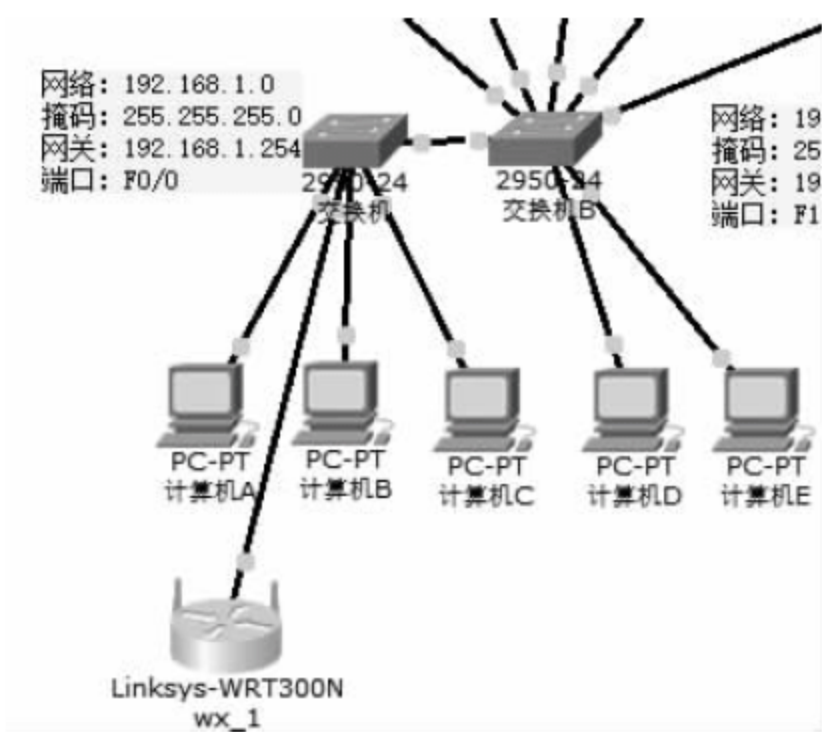 网络: 192.168.1.0
掩码: 255.255.255.0
网关: 192.168.1.254
端口: F0/0
网络: 19
掩码: 25
网关: 19
端口: F1
交换机
2950-24
交换机B
PC-PT
计算机A
PC-PT
计算机B
PC-PT
计算机C
PC-PT
计算机D
PC-PT
计算机E
Linksys-WRT300N
wx_1